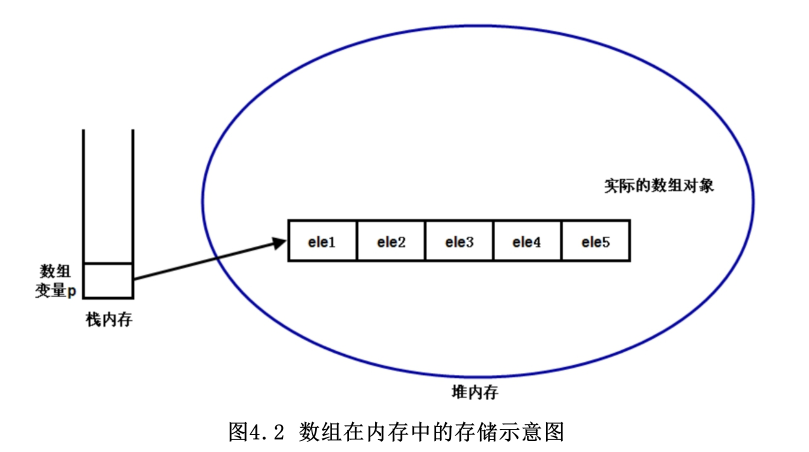 实际的数组对象
ele1 ele2 ele3 ele4 ele5
数组
变量p
栈内存
堆内存
图4.2 数组在内存中的存储示意图